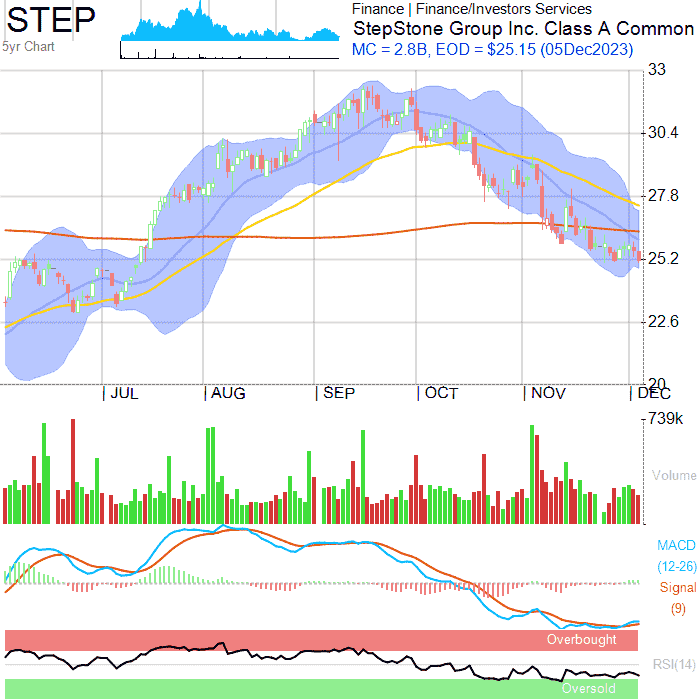 STEP
5yr Chart
Finance | Finance/Investors Services
StepStone Group Inc. Class A Common
MC = 2.8B, EOD = $25.15 (05Dec2023)
33
30.4
27.8
25.2
22.6
20
JUL AUG SEP OCT NOV DEC
739k
Volume
MACD
(12-26)
Signal
(9)
Overbought
RSI(14)
Oversold